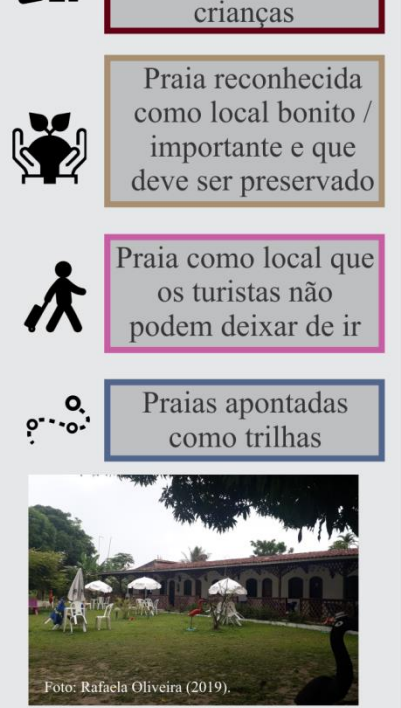 crianças
Praia reconhecida
como local bonito /
importante e que
deve ser preservado
Praia como local que
os turistas não
podem deixar de ir
Praias apontadas
como trilhas
Foto: Rafaela Oliveira (2019).